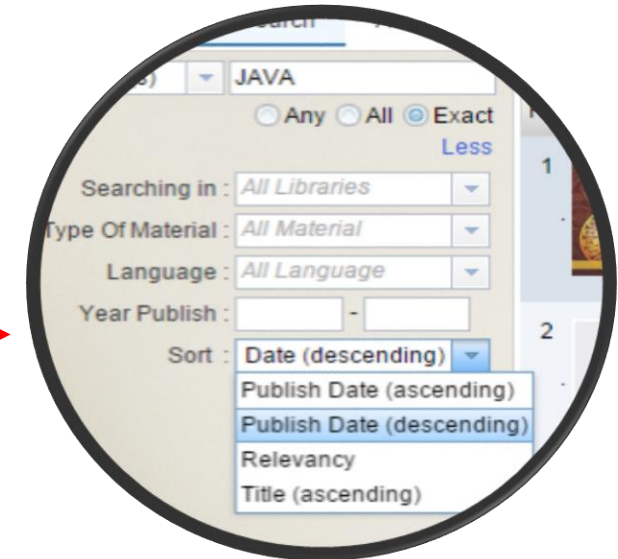 JAVA
Any All Exact
Less
Searching in : All Libraries
Type Of Material : All Material
Language : All Language
Year Publish : -
Sort : Date (descending)
Publish Date (ascending)
Publish Date (descending)
Relevancy
Title (ascending)
1
2